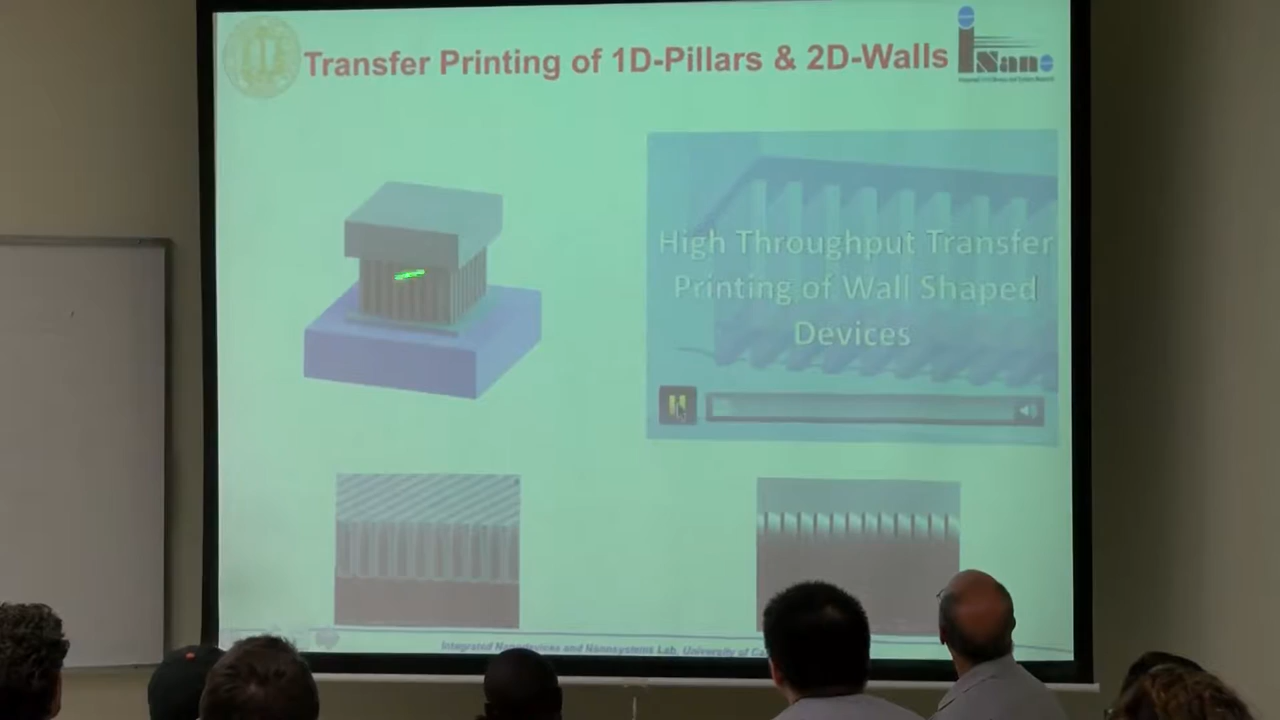 Transfer Printing of 1D-Pillars & 2D-Walls
iNano
High Throughput Transfer
Printing of Wall Shaped
Devices
Integrated Nanodevices and Nanosystems Lab, University of Ca